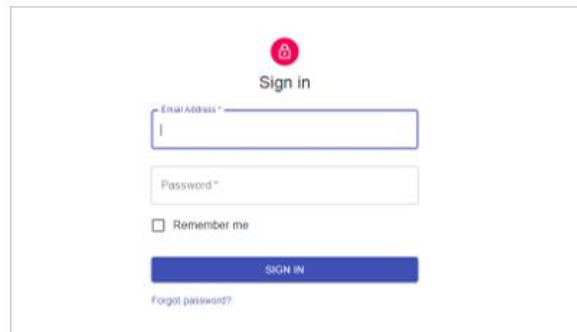 Sign in
Email Address *
Password *
Remember me
SIGN IN
Forgot password?